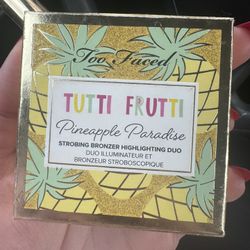 Too Faced
TUTTI FRUTTI
Pineapple Paradise
STROBING BRONZER HIGHLIGHTING DUO
DUO ILLUMINATEUR ET
BRONZEUR STROBOSCOPIQUE